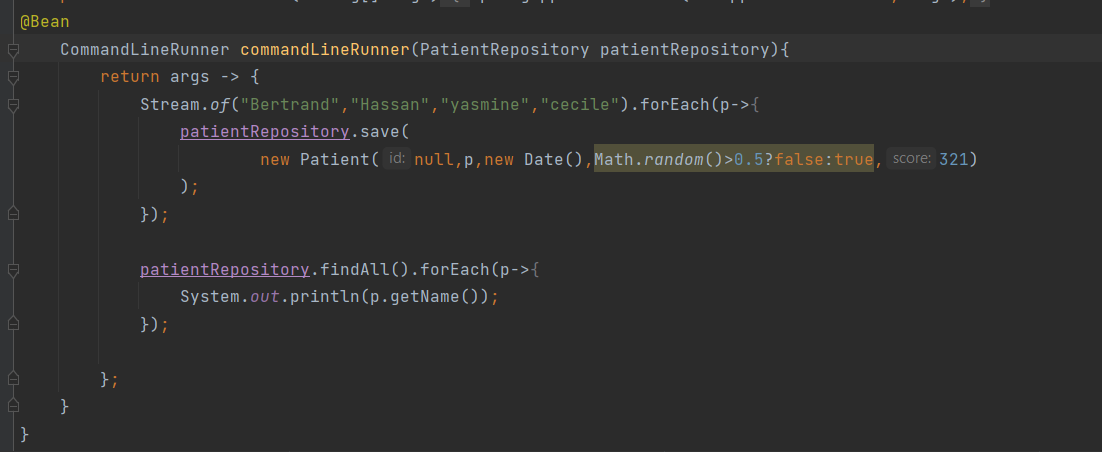 @Bean
CommandLineRunner commandLineRunner(PatientRepository patientRepository){
return args -> {
Stream.of("Bertrand","Hassan","yasmine","cecile").forEach(p->{
patientRepository.save(
new Patient( id: null,p,new Date(),Math.random()>0.5?false:true, score: 321)
);
});
patientRepository.findAll().forEach(p->{
System.out.println(p.getName());
});
};
}
}